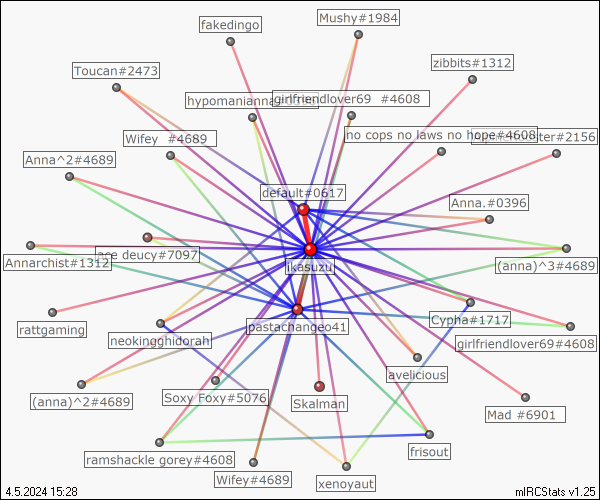 fakedingo
Mushy#1984
zibbits#1312
Toucan#2473
hypomanianna#
girlfriendlover69 #4608
Wifey #4689
no cops no laws no hope#4608
#2156
Anna^2#4689
default#0617
Anna.#0396
ace deucy#7097
Annarchist#1312
ikasuzu
(anna)^3#4689
rattgaming
neokingghidorah
pastachangeo41
Cypha#1717
girlfriendlover69#4608
avelicious
(anna)^2#4689
Soxy Foxy#5076
Skalman
Mad #6901
ramshackle gorey#4608
frisout
Wifey#4689
xenoyaut
4.5.2024 15:28
mIRCStats v1.25